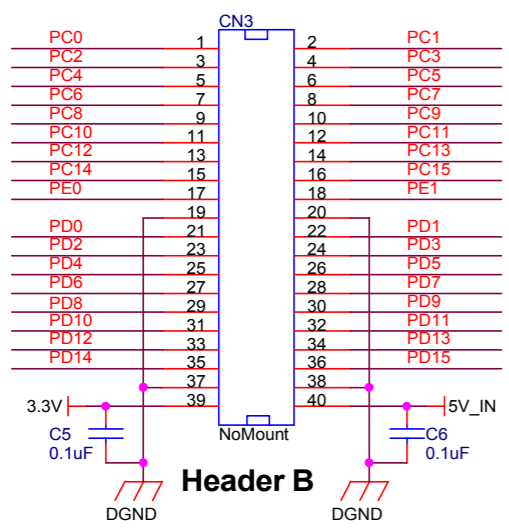 CN3
PC0 1 2 PC1
PC2 3 4 PC3
PC4 5 6 PC5
PC6 7 8 PC7
PC8 9 10 PC9
PC10 11 12 PC11
PC12 13 14 PC13
PC14 15 16 PC15
PE0 17 18 PE1
19 20
PD0 21 22 PD1
PD2 23 24 PD3
PD4 25 26 PD5
PD6 27 28 PD7
PD8 29 30 PD9
PD10 31 32 PD11
PD12 33 34 PD13
PD14 35 36 PD15
37 38
3.3V 39 40 5V_IN
C5 NoMount C6
0.1uF 0.1uF
Header B
DGND DGND